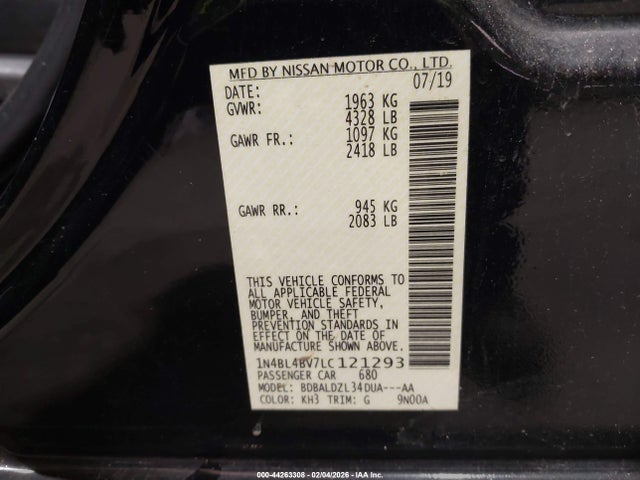 MFD BY NISSAN MOTOR CO., LTD.
DATE: 07/19
GVWR: 1963 KG
4328 LB
GAWR FR.: 1097 KG
2418 LB
GAWR RR.: 945 KG
2083 LB
THIS VEHICLE CONFORMS TO
ALL APPLICABLE FEDERAL
MOTOR VEHICLE SAFETY,
BUMPER, AND THEFT
PREVENTION STANDARDS IN
EFFECT ON THE DATE OF
MANUFACTURE SHOWN ABOVE.
1N4BL4BV7LC121293
PASSENGER CAR 680
MODEL: BDBALDZL34DUA---AA
COLOR: KH3 TRIM: G 9N00A
000-44263308 - 02/04/2026 - IAA Inc.